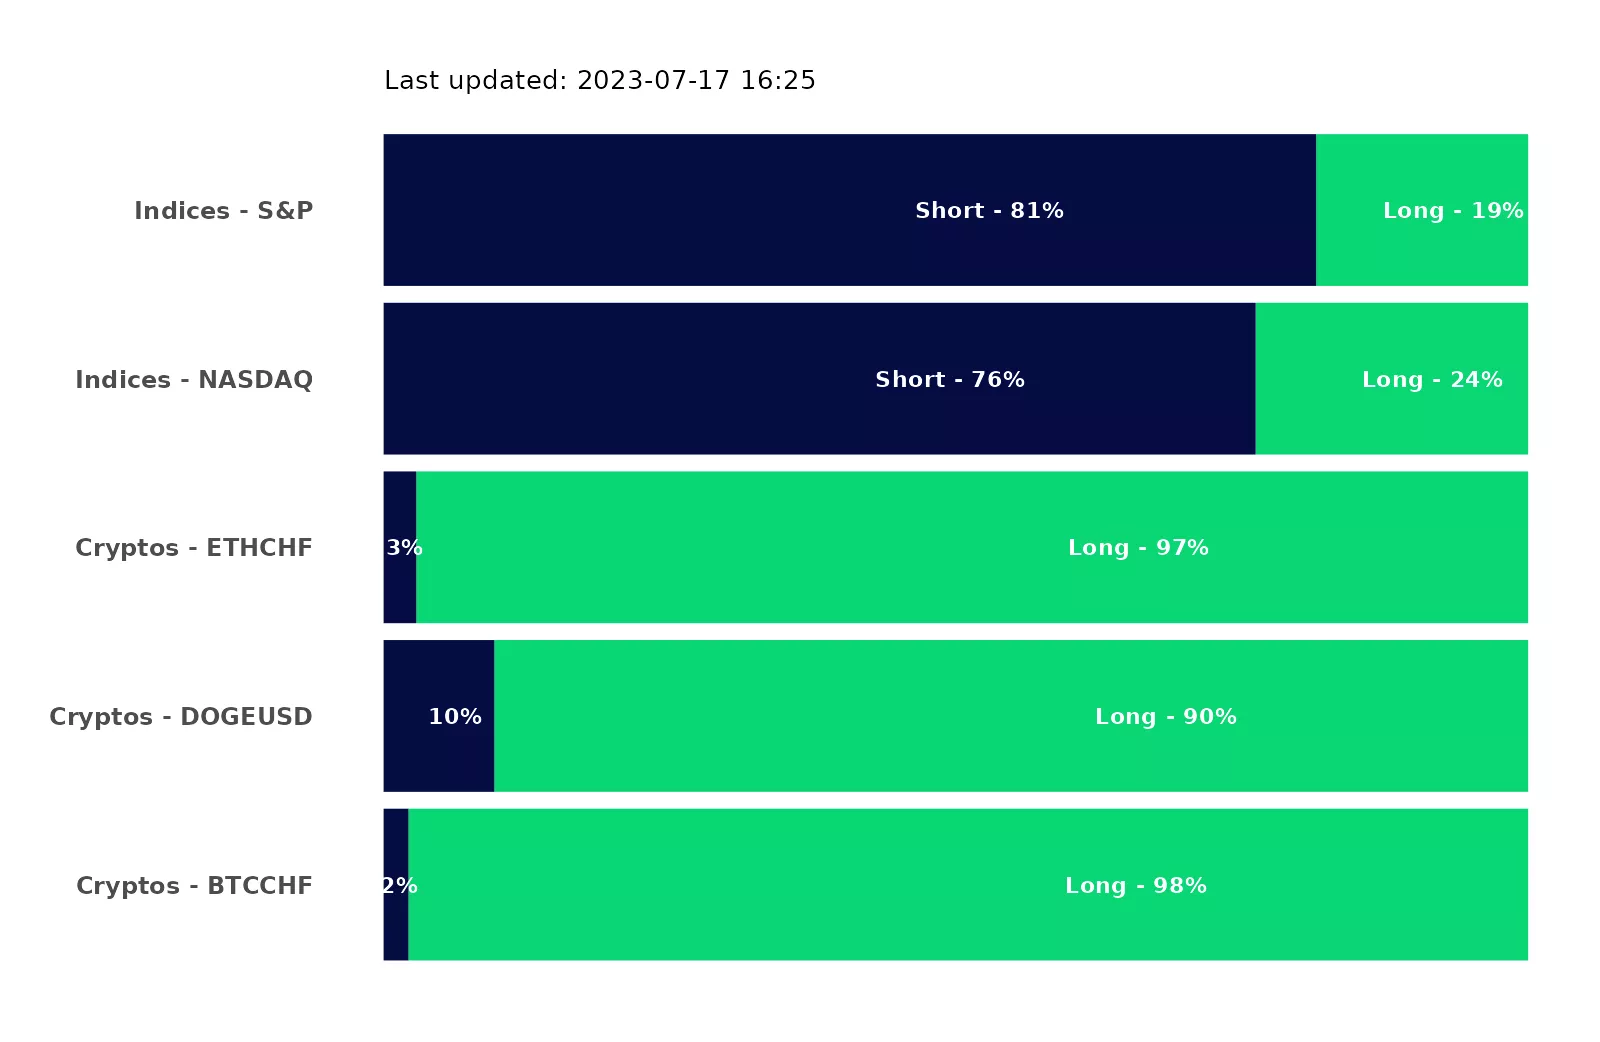 Last updated: 2023-07-17 16:25
Indices - S&P Short - 81% Long - 19%
Indices - NASDAQ Short - 76% Long - 24%
Cryptos - ETHCHF 3% Long - 97%
Cryptos - DOGEUSD 10% Long - 90%
Cryptos - BTCCHF 2% Long - 98%